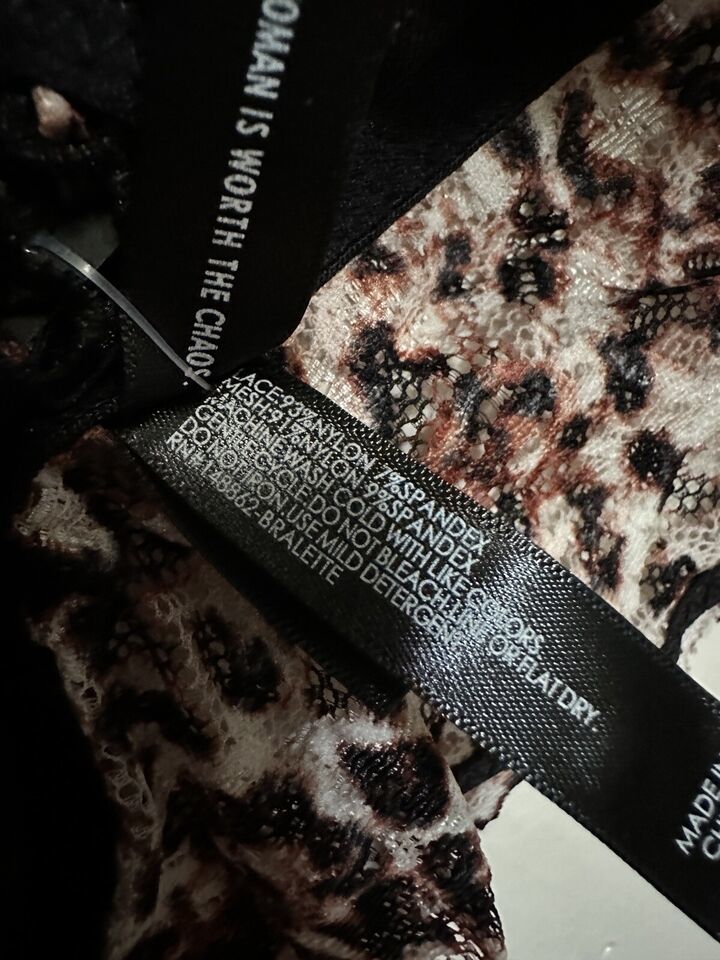 OMAN IS WORTH THE CHAOS
LACE:93%NYLON 7%SPANDEX
MESH:91%NYLON 9%SPANDEX
MACHINE WASH COLD WITH LIKE COLORS
GENTLE CYCLE DO NOT BLEACH.LINE OR FLAT DRY.
DO NOT IRON USE MILD DETERGENT
RN#148662. BRALETTE
MADE IN